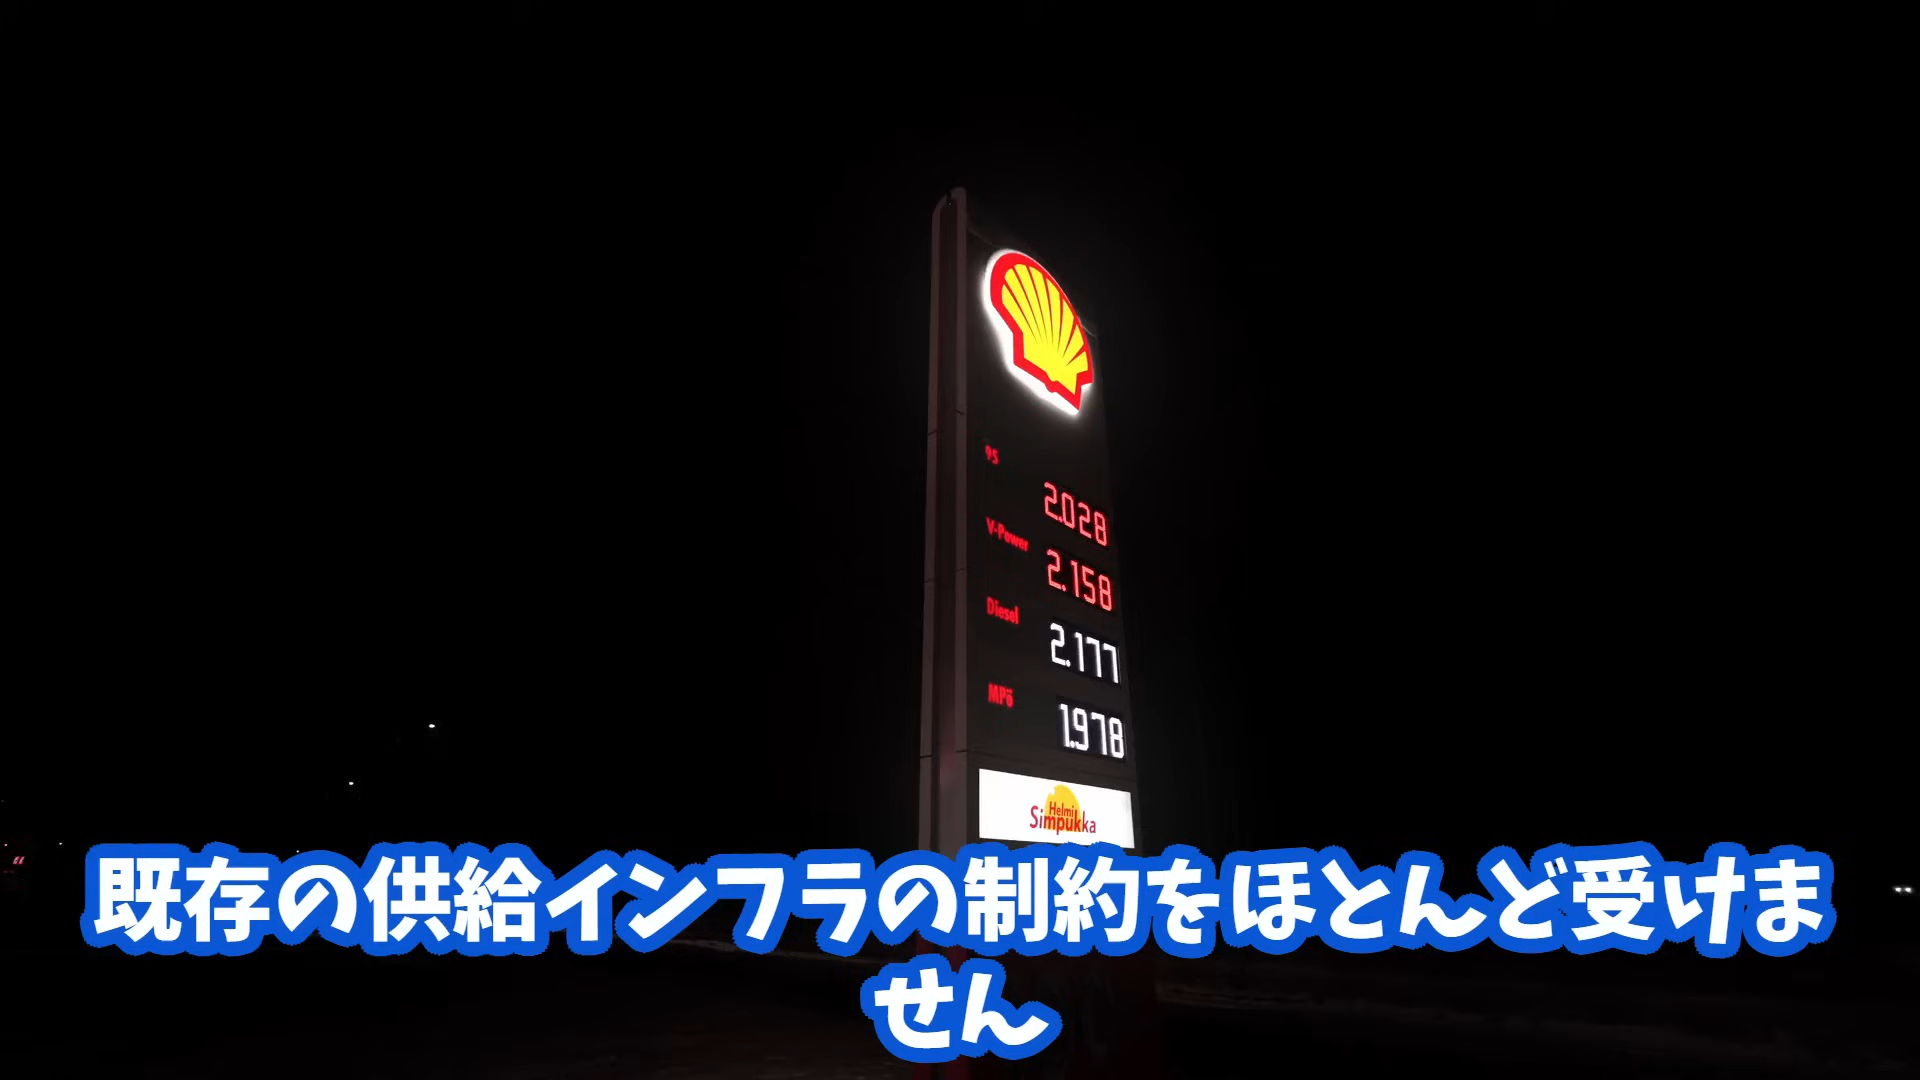 95
2.028
V-Power
2.158
Diesel
2.177
MPÖ
1.978
Helmi
Simpukka
既存の供給インフラの制約をほとんど受けま
せん